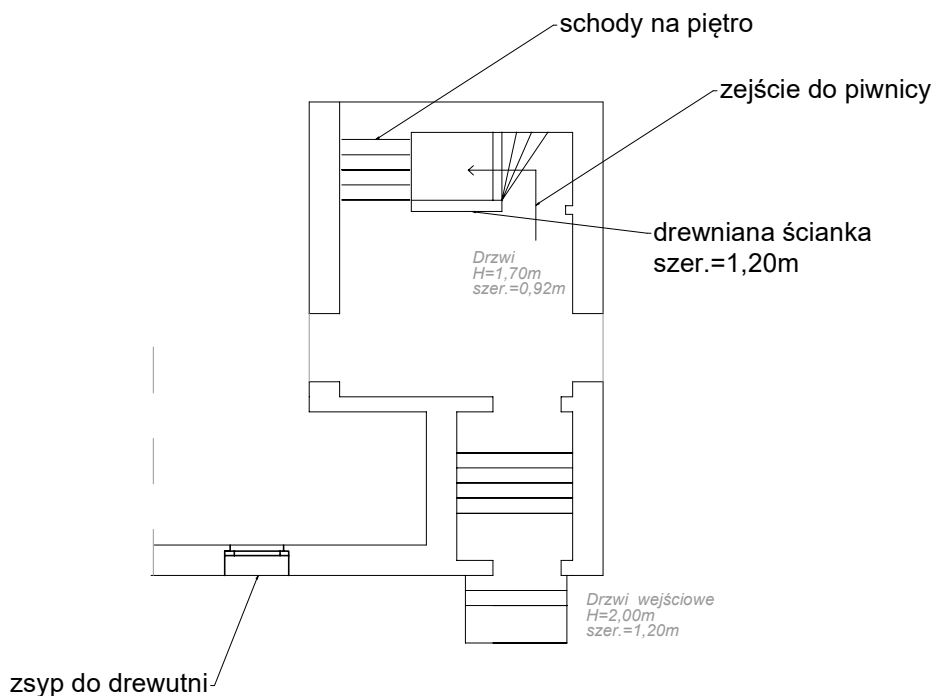 schody na piętro
zejście do piwnicy
drewniana ścianka
szer.=1,20m
Drzwi
H=1,70m
szer.=0,92m
Drzwi wejściowe
H=2,00m
szer.=1,20m
zsyp do drewutni